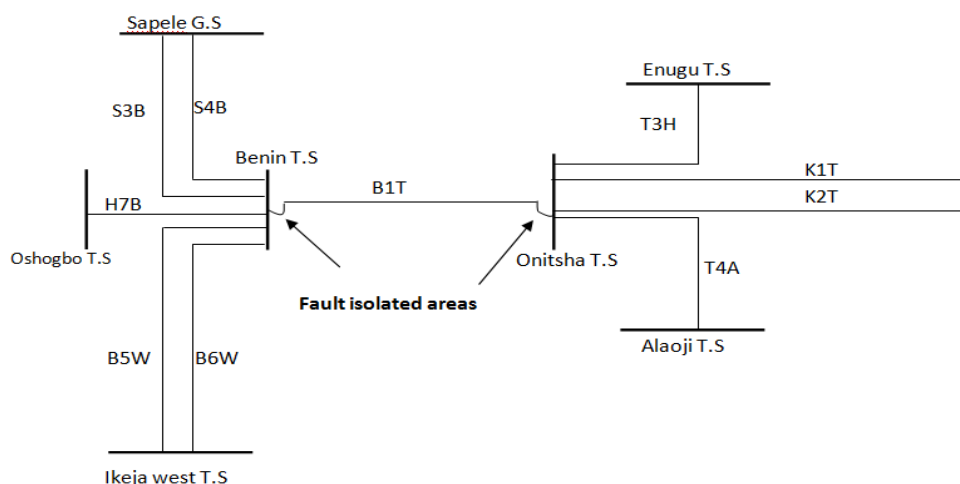 Sapele G.S
Enugu T.S
S3B
S4B
T3H
Benin T.S
B1T
K1T
K2T
H7B
Oshogbo T.S
Onitsha T.S
T4A
Fault isolated areas
B5W
B6W
Alaoji T.S
Ikeia west T.S